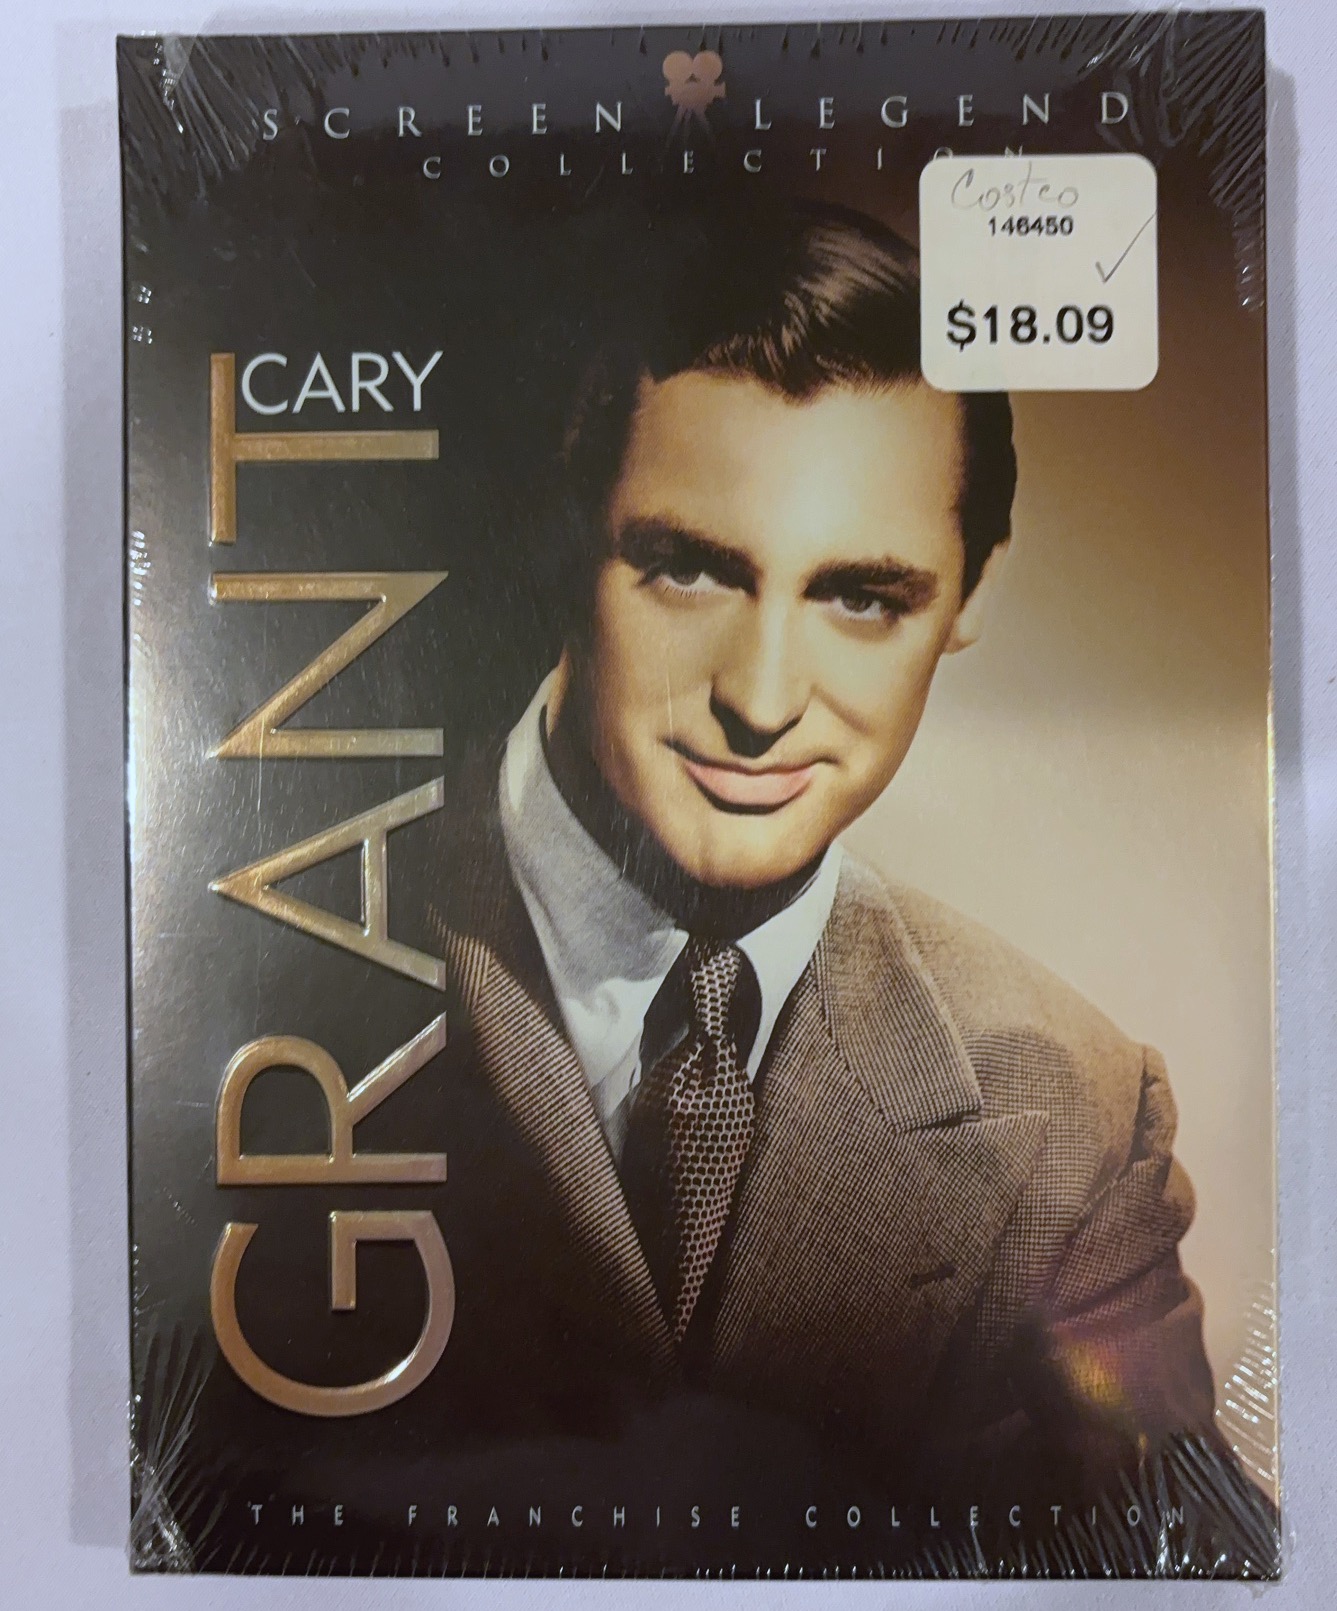 SCREEN LEGEND
COLLECTION
Costco
146450
$18.09
CARY
GRANT
THE FRANCHISE COLLECTION